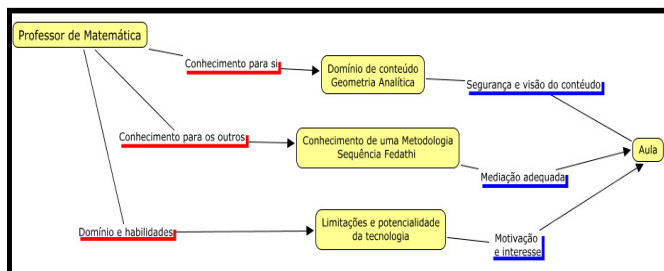 Professor de Matemática
Conhecimento para si
Domínio de conteúdo
Geometria Analítica
Segurança e visão do contéudo
Conhecimento para os outros
Conhecimento de uma Metodologia
Sequência Fedathi
Mediação adequada
Aula
Domínio e habilidades
Limitações e potencialidade
da tecnologia
Motivação
e interesse